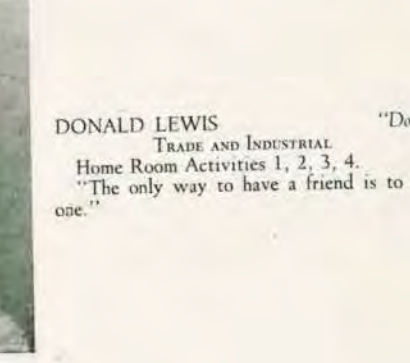 DONALD LEWIS "Do
TRADE AND INDUSTRIAL
Home Room Activities 1, 2, 3, 4.
"The only way to have a friend is to
one."